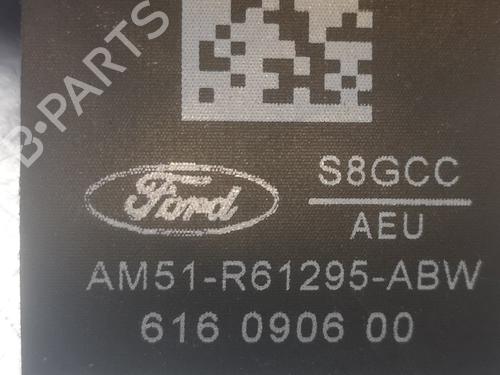 B-PARTS
Ford
S8GCC
AEU
AM51-R61295-ABW
616 0906 00